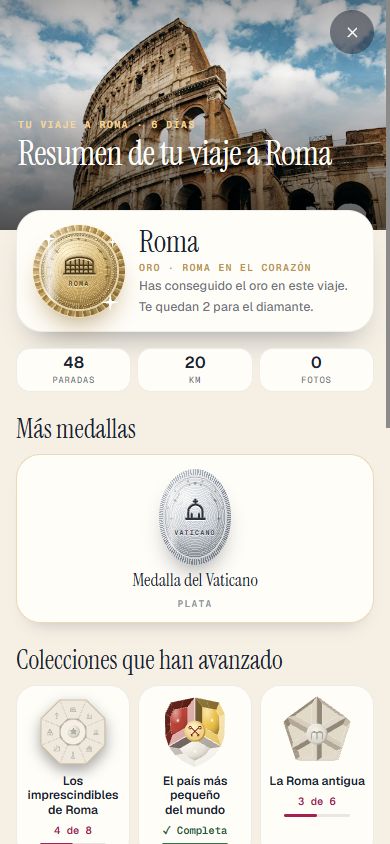 TU VIAJE A ROMA · 6 DÍAS
Resumen de tu viaje a Roma
ROMA
Roma
ORO · ROMA EN EL CORAZÓN
Has conseguido el oro en este viaje.
Te quedan 2 para el diamante.
48
PARADAS
20
KM
0
FOTOS
Más medallas
VATICANO
Medalla del Vaticano
PLATA
Colecciones que han avanzado
Los
imprescindibles
de Roma
4 de 8
El país más
pequeño
del mundo
✓ Completa
m
La Roma antigua
3 de 6